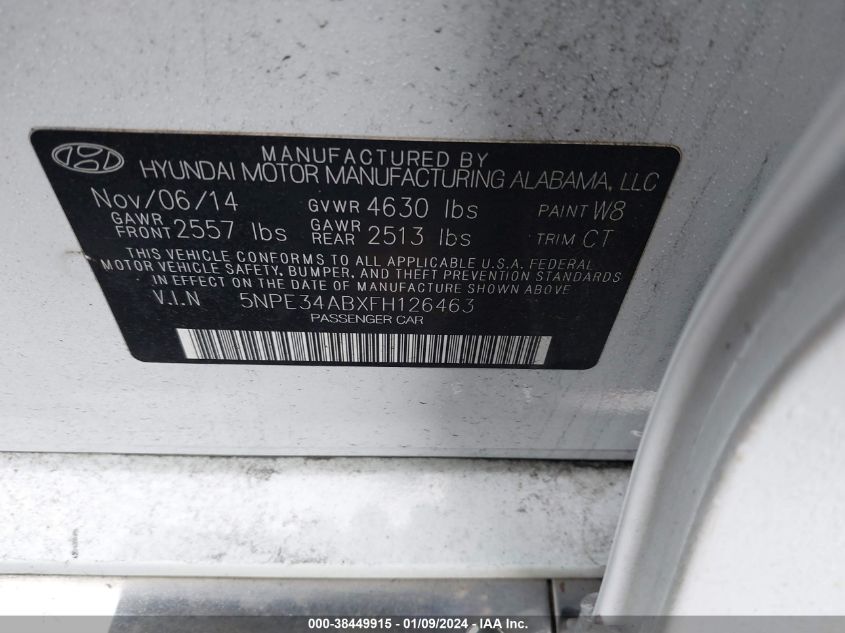 MANUFACTURED BY
HYUNDAI MOTOR MANUFACTURING ALABAMA, LLC
Nov/06/14 GVWR 4630 lbs PAINT W8
GAWR FRONT 2557 lbs GAWR REAR 2513 lbs TRIM CT
THIS VEHICLE CONFORMS TO ALL APPLICABLE U.S.A. FEDERAL
MOTOR VEHICLE SAFETY, BUMPER, AND THEFT PREVENTION STANDARDS
IN EFFECT ON THE DATE OF MANUFACTURE SHOWN ABOVE.
V.I.N 5NPE34ABXFH126463
PASSENGER CAR
000-38449915 - 01/09/2024 - IAA Inc.